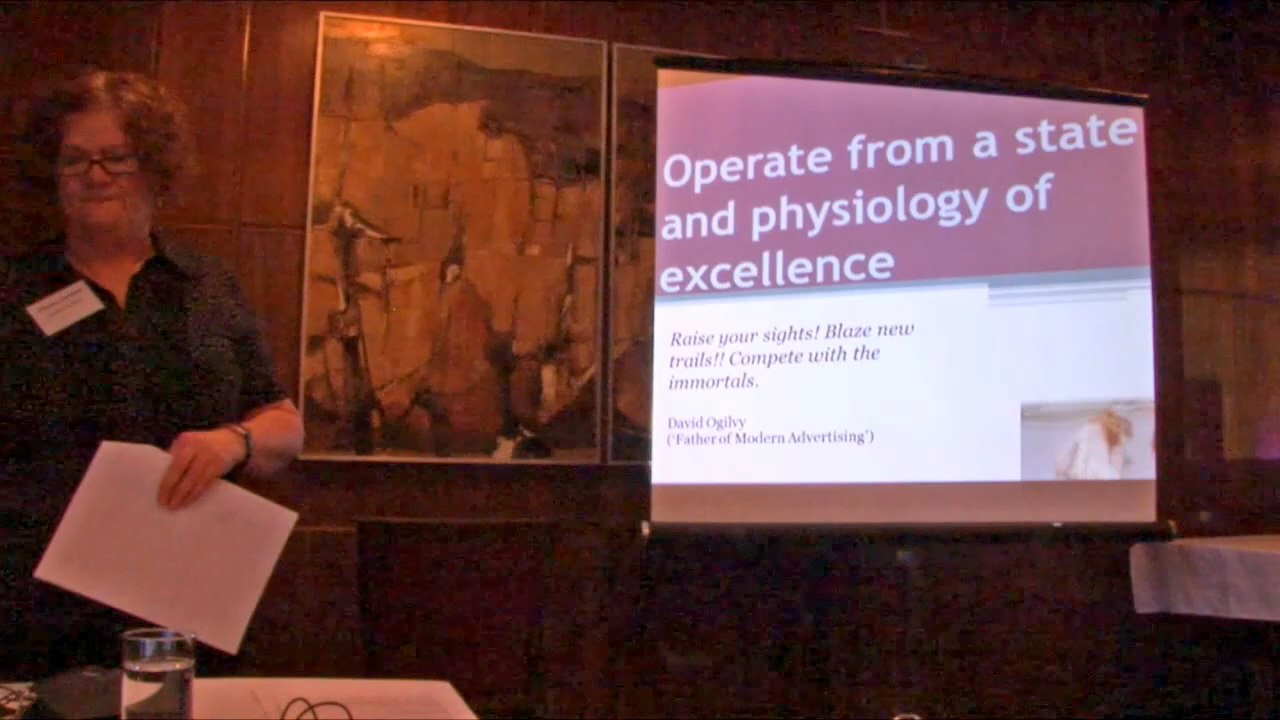 Operate from a state
and physiology of
excellence
Raise your sights! Blaze new
trails!! Compete with the
immortals.
David Ogilvy
('Father of Modern Advertising')